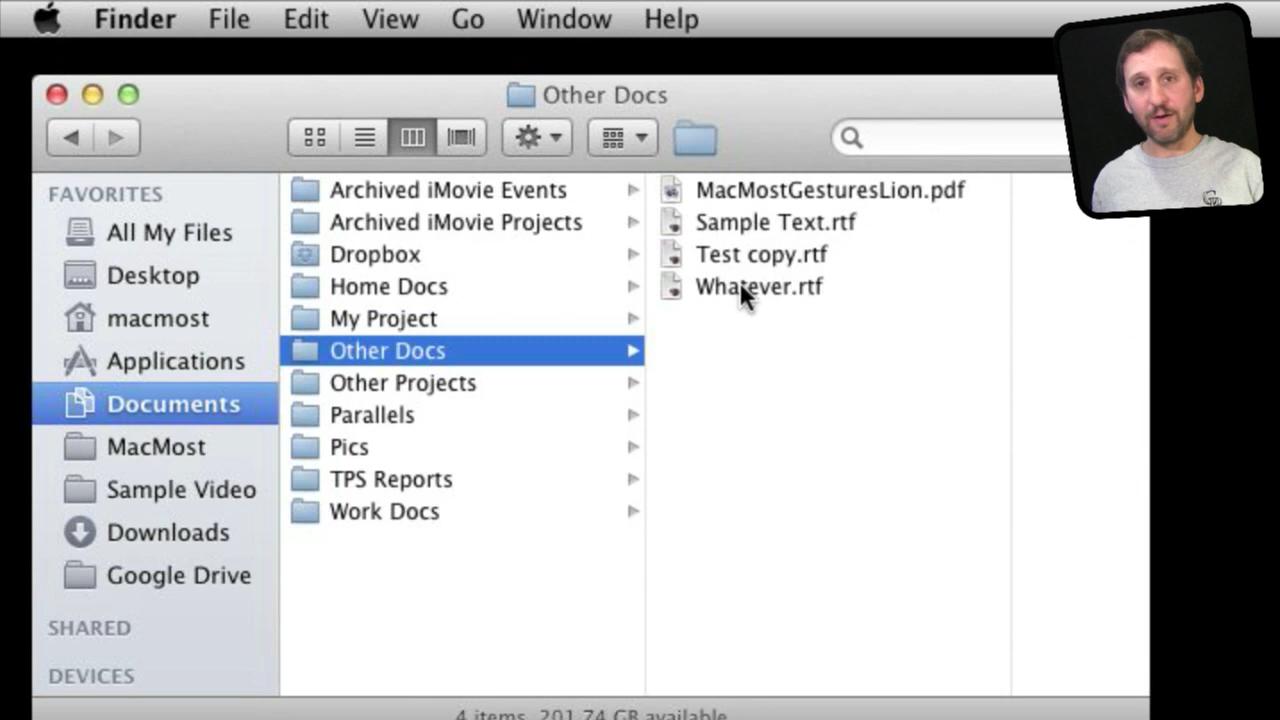 Finder File Edit View Go Window Help
Other Docs
FAVORITES
All My Files
Desktop
macmost
Applications
Documents
MacMost
Sample Video
Downloads
Google Drive
SHARED
DEVICES
Archived iMovie Events
Archived iMovie Projects
Dropbox
Home Docs
My Project
Other Docs
Other Projects
Parallels
Pics
TPS Reports
Work Docs
MacMostGesturesLion.pdf
Sample Text.rtf
Test copy.rtf
Whatever.rtf
4 items, 201.74 GB available